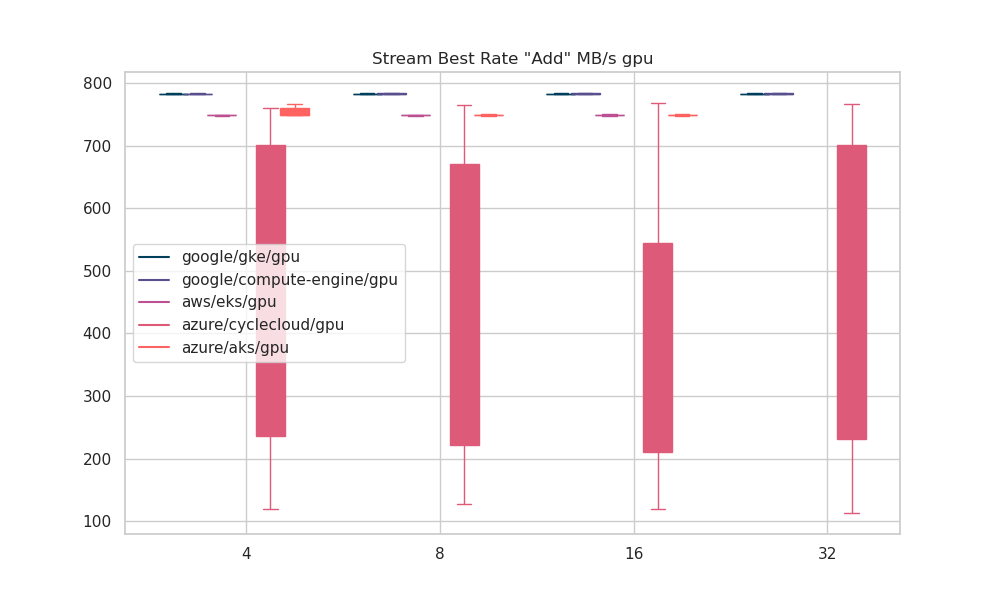 Stream Best Rate "Add" MB/s gpu
800
700
600
500
400
300
200
100
google/gke/gpu
google/compute-engine/gpu
aws/eks/gpu
azure/cyclecloud/gpu
azure/aks/gpu
4 8 16 32